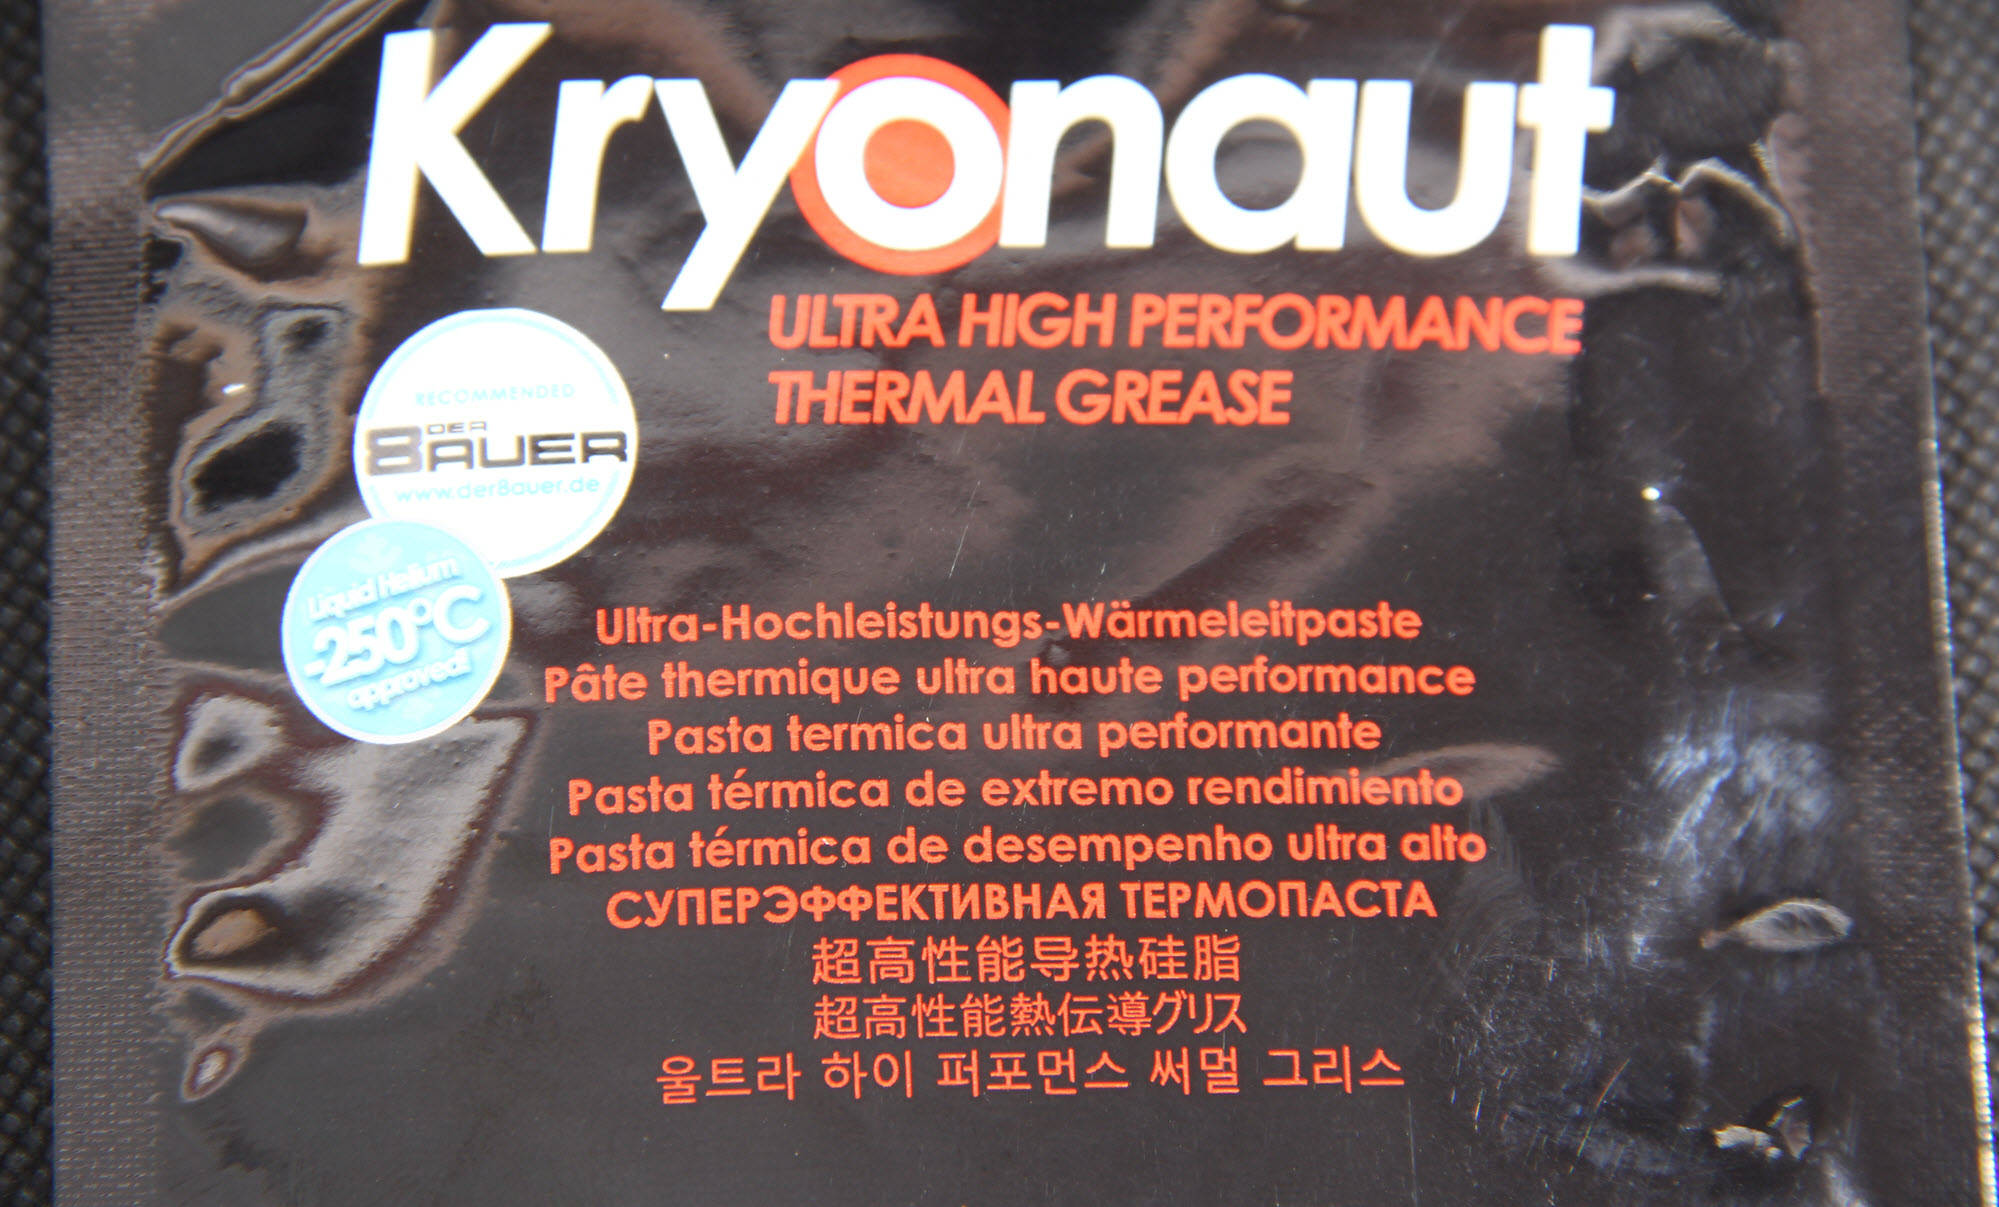 Kryonaut
ULTRA HIGH PERFORMANCE
THERMAL GREASE
RECOMMENDED
DER
8AUER
www.der8auer.de
Liquid Helium
-250°C
approved!
Ultra-Hochleistungs-Wärmeleitpaste
Pâte thermique ultra haute performance
Pasta termica ultra performante
Pasta térmica de extremo rendimiento
Pasta térmica de desempenho ultra alto
СУПЕРЭФФЕКТИВНАЯ ТЕРМОПАСТА
超高性能导热硅脂
超高性能熱伝導グリス
울트라 하이 퍼포먼스 써멀 그리스